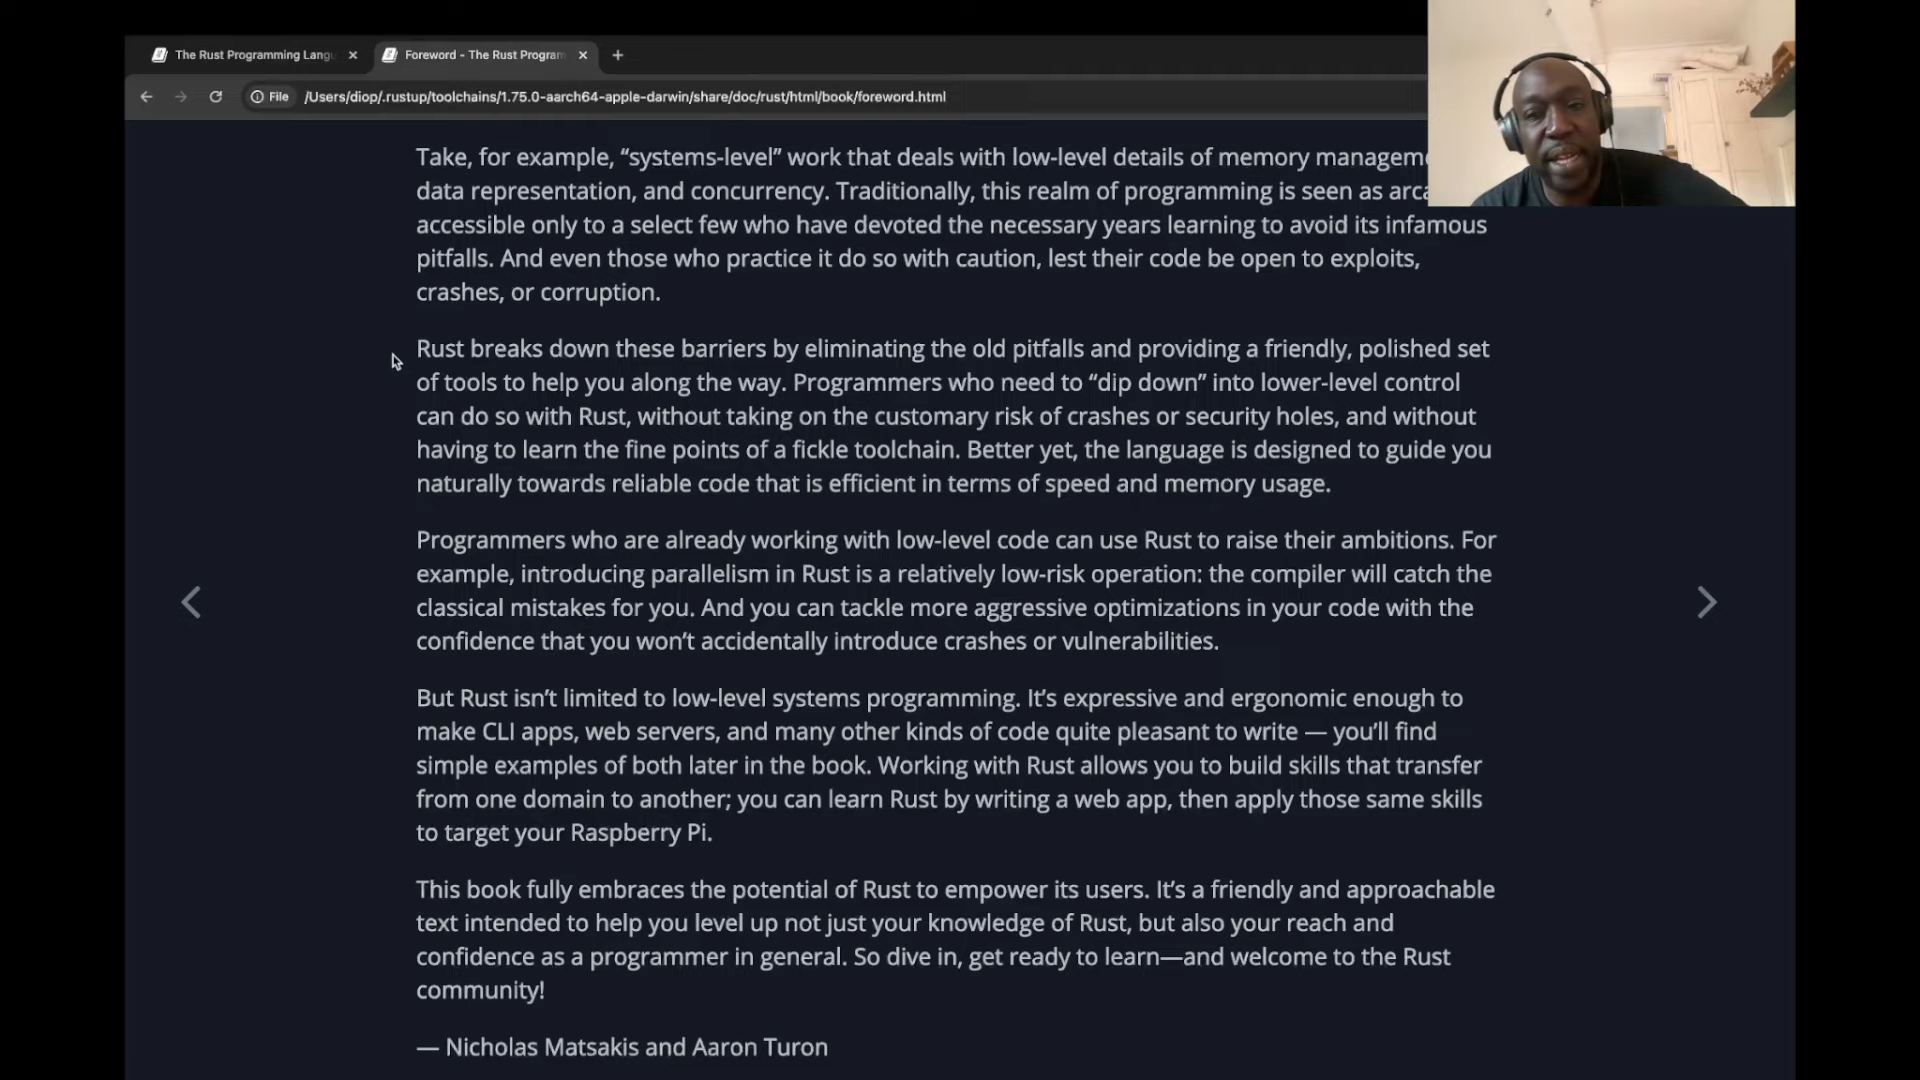 The Rust Programming Langu
Foreword - The Rust Program
File
/Users/diop/.rustup/toolchains/1.75.0-aarch64-apple-darwin/share/doc/rust/html/book/foreword.html
Take, for example, “systems-level” work that deals with low-level details of memory
data representation, and concurrency. Traditionally, this realm of programming is seen as
accessible only to a select few who have devoted the necessary years learning to avoid its infamous
pitfalls. And even those who practice it do so with caution, lest their code be open to exploits,
crashes, or corruption.
Rust breaks down these barriers by eliminating the old pitfalls and providing a friendly, polished set
of tools to help you along the way. Programmers who need to “dip down” into lower-level control
can do so with Rust, without taking on the customary risk of crashes or security holes, and without
having to learn the fine points of a fickle toolchain. Better yet, the language is designed to guide you
naturally towards reliable code that is efficient in terms of speed and memory usage.
Programmers who are already working with low-level code can use Rust to raise their ambitions. For
example, introducing parallelism in Rust is a relatively low-risk operation: the compiler will catch the
classical mistakes for you. And you can tackle more aggressive optimizations in your code with the
confidence that you won’t accidentally introduce crashes or vulnerabilities.
But Rust isn’t limited to low-level systems programming. It’s expressive and ergonomic enough to
make CLI apps, web servers, and many other kinds of code quite pleasant to write — you’ll find
simple examples of both later in the book. Working with Rust allows you to build skills that transfer
from one domain to another; you can learn Rust by writing a web app, then apply those same skills
to target your Raspberry Pi.
This book fully embraces the potential of Rust to empower its users. It’s a friendly and approachable
text intended to help you level up not just your knowledge of Rust, but also your reach and
confidence as a programmer in general. So dive in, get ready to learn—and welcome to the Rust
community!
— Nicholas Matsakis and Aaron Turon